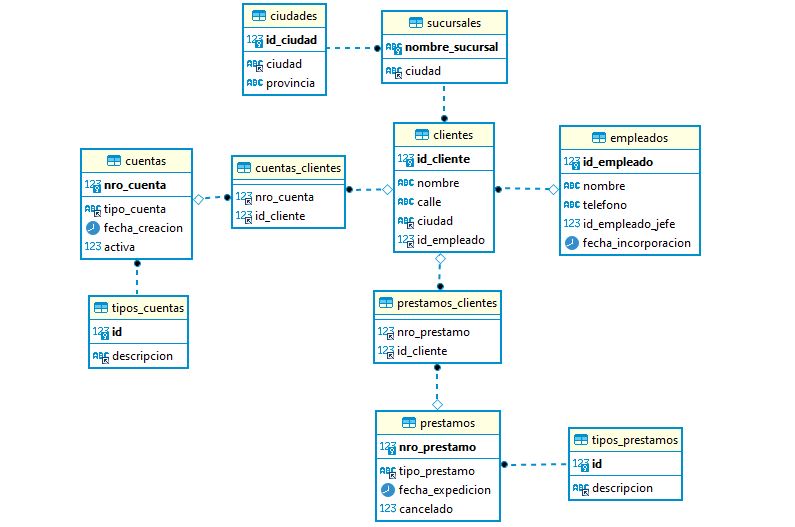 ciudades
123 id_ciudad
ABC ciudad
ABC provincia
sucursales
ABC nombre_sucursal
ABC ciudad
clientes
123 id_cliente
ABC nombre
ABC calle
ABC ciudad
123 id_empleado
empleados
123 id_empleado
ABC nombre
ABC telefono
123 id_empleado_jefe
fecha_incorporacion
cuentas
123 nro_cuenta
ABC tipo_cuenta
fecha_creacion
123 activa
cuentas_clientes
123 nro_cuenta
123 id_cliente
tipos_cuentas
123 id
ABC descripcion
prestamos_clientes
123 nro_prestamo
123 id_cliente
prestamos
123 nro_prestamo
ABC tipo_prestamo
fecha_expedicion
123 cancelado
tipos_prestamos
123 id
ABC descripcion